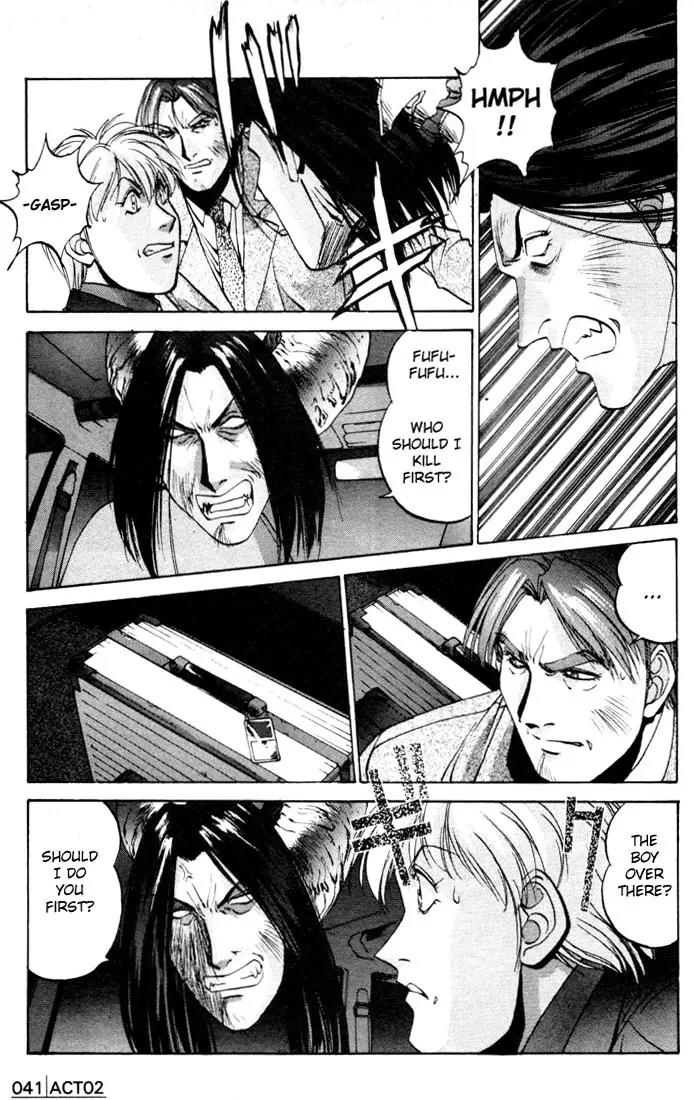 HMPH
!!
-GASP-
FUFU-
FUFU...
WHO
SHOULD I
KILL
FIRST?
...
THE
BOY
OVER
THERE?
SHOULD
I DO
YOU
FIRST?
041 ACT02